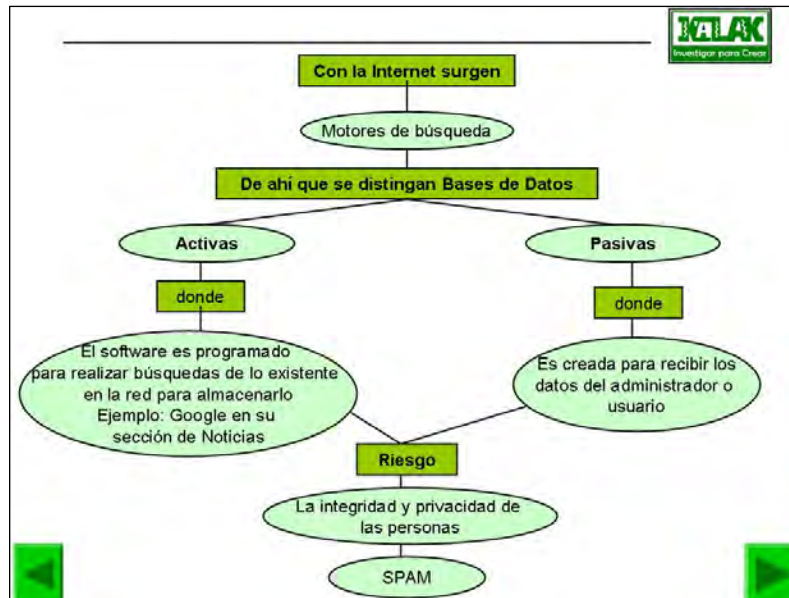 KALAK
Investigar para Crear
Con la Internet surgen
Motores de búsqueda
De ahí que se distingan Bases de Datos
Activas
Pasivas
donde
donde
El software es programado
para realizar búsquedas de lo existente
en la red para almacenarlo
Ejemplo: Google en su
sección de Noticias
Es creada para recibir los
datos del administrador o
usuario
Riesgo
La integridad y privacidad de
las personas
SPAM